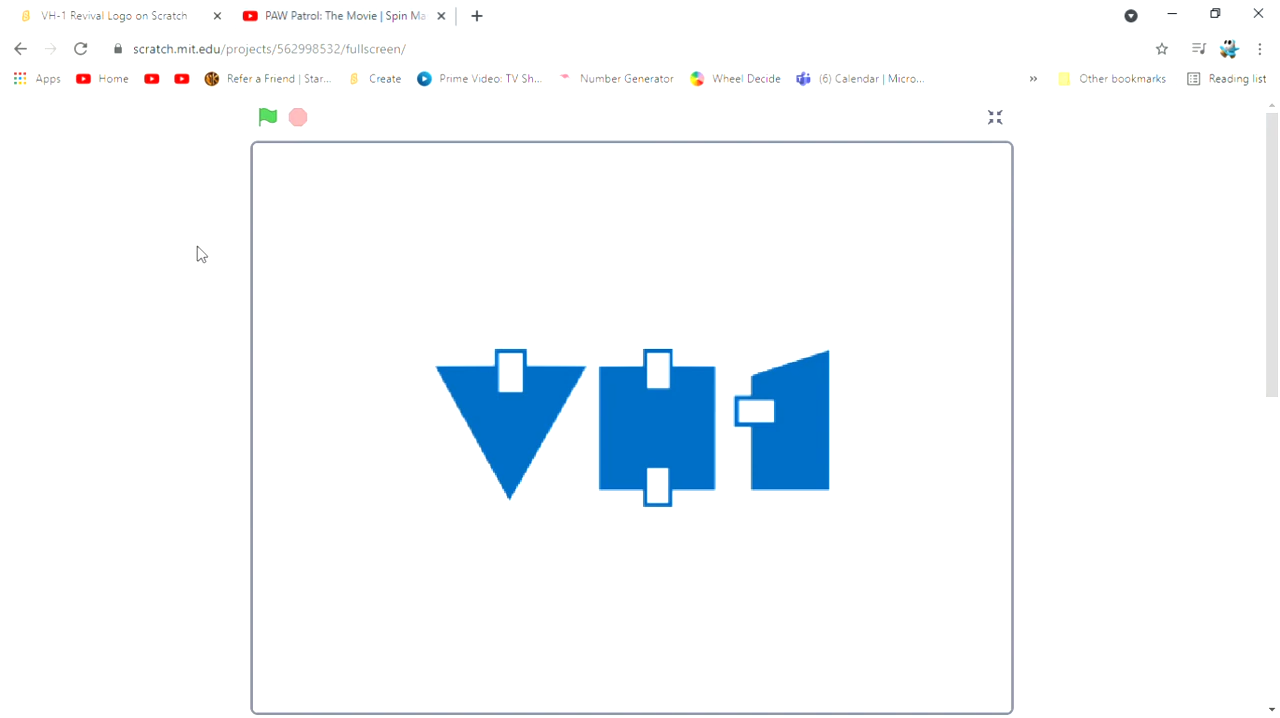 VH-1 Revival Logo on Scratch
PAW Patrol: The Movie | Spin Ma
scratch.mit.edu/projects/562998532/fullscreen/
Apps Home Refer a Friend | Star... Create Prime Video: TV Sh... Number Generator Wheel Decide (6) Calendar | Micro... » Other bookmarks Reading list
VH1